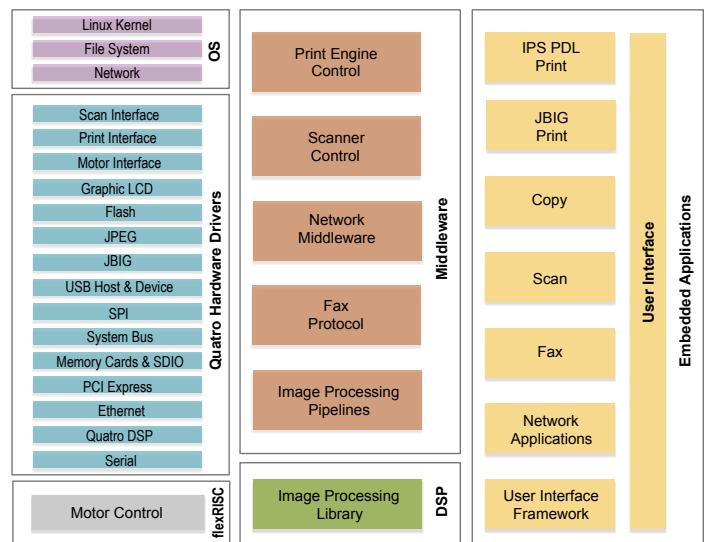 Linux Kernel
File System
Network
OS
Scan Interface
Print Interface
Motor Interface
Graphic LCD
Flash
JPEG
JBIG
USB Host & Device
SPI
System Bus
Memory Cards & SDIO
PCI Express
Ethernet
Quatro DSP
Serial
Quatro Hardware Drivers
Motor Control
flexRISC
Print Engine
Control
Scanner
Control
Network
Middleware
Fax
Protocol
Image Processing
Pipelines
Middleware
Image Processing
Library
DSP
IPS PDL
Print
JBIG
Print
Copy
Scan
Fax
Network
Applications
User Interface
Framework
User Interface
Embedded Applications